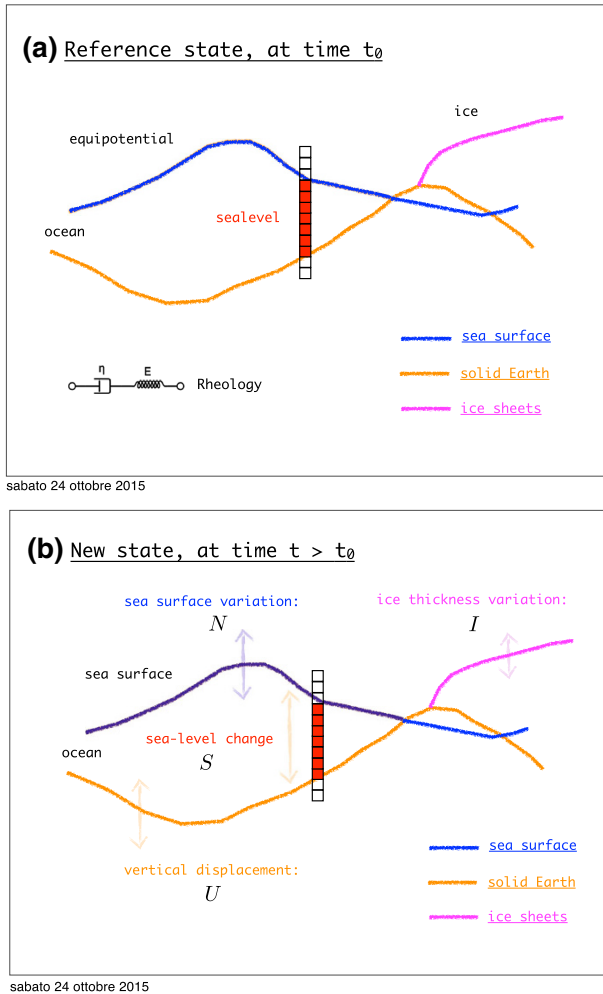 (a) Reference state, at time t₀
ice
equipotential
sealevel
ocean
sea surface
η E
Rheology
solid Earth
ice sheets
sabato 24 ottobre 2015
(b) New state, at time t > t₀
sea surface variation:
N
ice thickness variation:
I
sea surface
sea-level change
S
ocean
vertical displacement:
U
sea surface
solid Earth
ice sheets
sabato 24 ottobre 2015